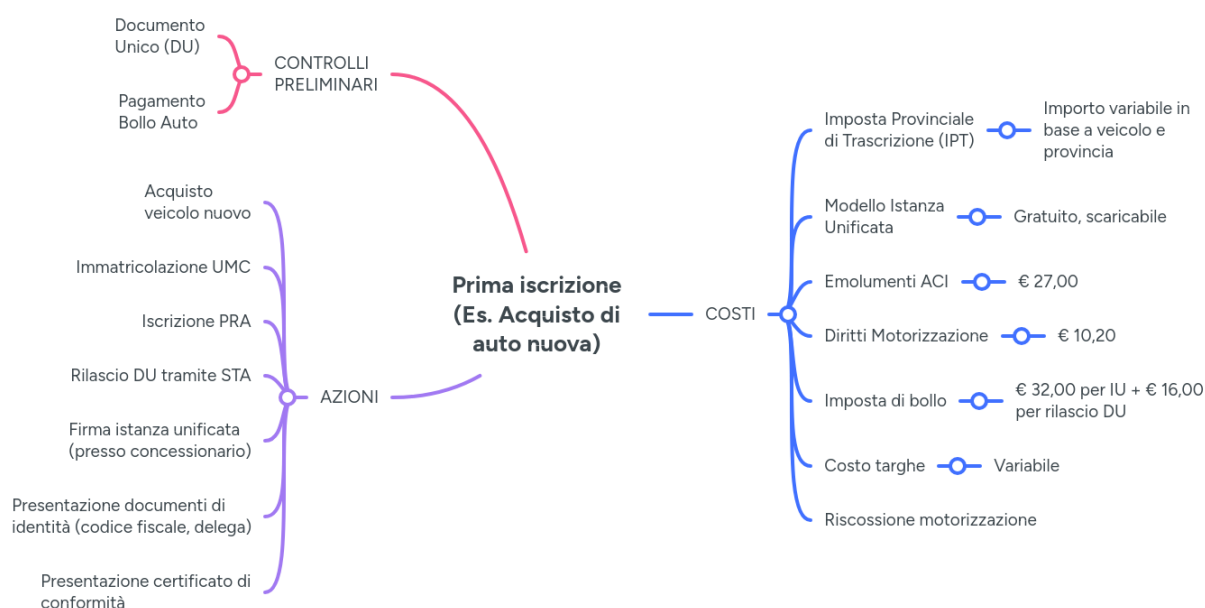 Documento
Unico (DU)
CONTROLLI
PRELIMINARI
Pagamento
Bollo Auto
Acquisto
veicolo nuovo
Immatricolazione UMC
Iscrizione PRA
Rilascio DU tramite STA
AZIONI
Firma istanza unificata
(presso concessionario)
Presentazione documenti di
identità (codice fiscale, delega)
Presentazione certificato di
conformità
Prima iscrizione
(Es. Acquisto di
auto nuova)
COSTI
Imposta Provinciale
di Trascrizione (IPT)
Importo variabile in
base a veicolo e
provincia
Modello Istanza
Unificata
Gratuito, scaricabile
Emolumenti ACI
€ 27,00
Diritti Motorizzazione
€ 10,20
Imposta di bollo
€ 32,00 per IU + € 16,00
per rilascio DU
Costo targhe
Variabile
Riscossione motorizzazione